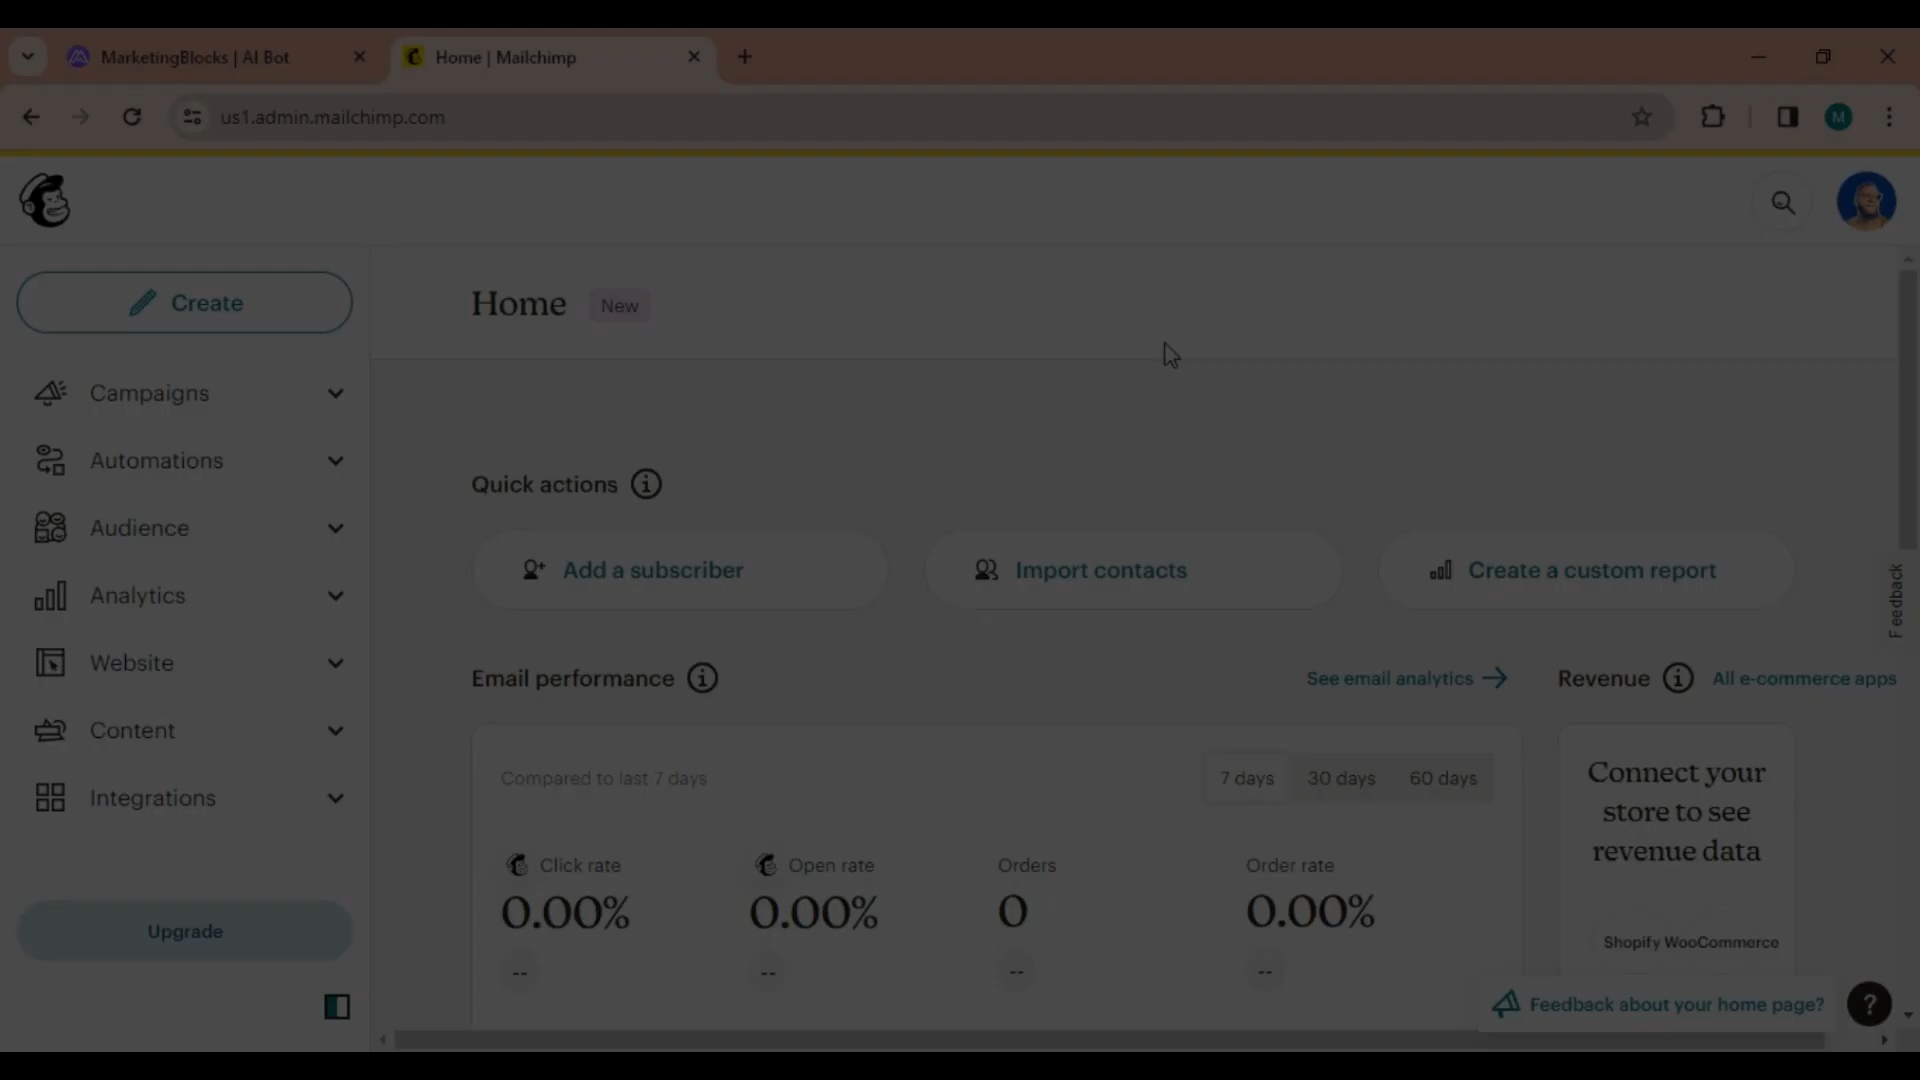 MarketingBlocks | AI Bot
Home | Mailchimp
us1.admin.mailchimp.com
M
Create
Campaigns
Automations
Audience
Analytics
Website
Content
Integrations
Upgrade
Home New
Quick actions
Add a subscriber
Import contacts
Create a custom report
Email performance
See email analytics
Revenue
All e-commerce apps
Compared to last 7 days
7 days
30 days
60 days
Click rate
0.00%
--
Open rate
0.00%
--
Orders
0
--
Order rate
0.00%
--
Connect your
store to see
revenue data
Shopify WooCommerce
Feedback
Feedback about your home page?
?